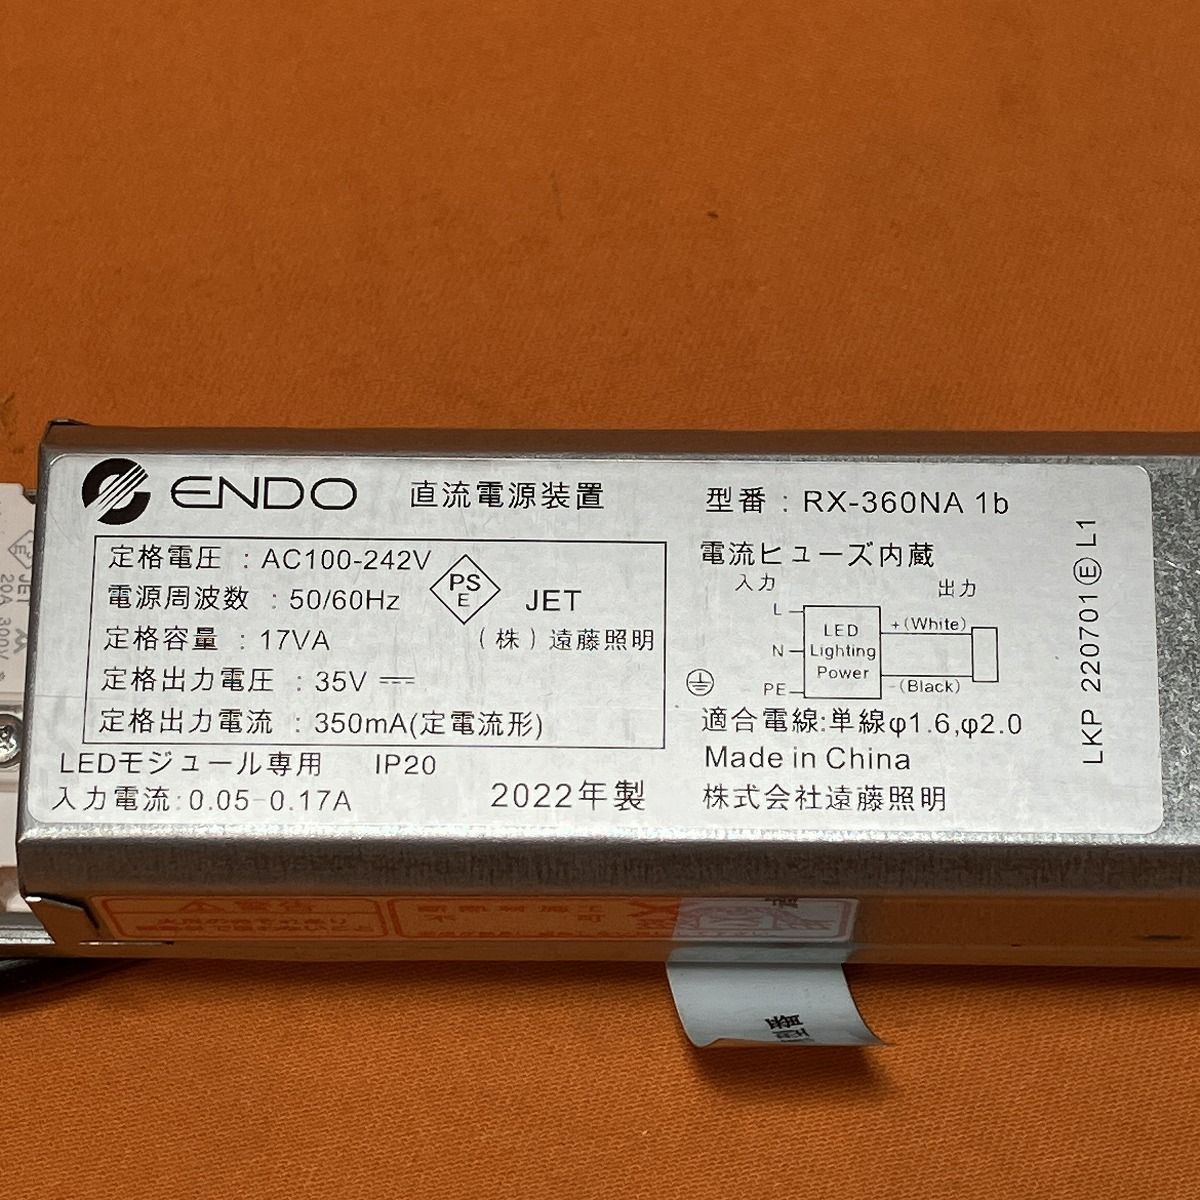 ENDO 直流電源装置
定格電圧 : AC100-242V
電源周波数 : 50/60Hz
定格容量 : 17VA
定格出力電圧 : 35V ⎓
定格出力電流 : 350mA(定電流形)
PS
E
JET
(株)遠藤照明
LEDモジュール専用 IP20
入力電流:0.05-0.17A
2022年製
型番 : RX-360NA 1b
電流ヒューズ内蔵
入力 出力
L
N
PE
LED
Lighting
Power
+(White)
-(Black)
適合電線:単線φ1.6,φ2.0
Made in China
株式会社遠藤照明
LKP 220701 Ⓔ L1
JET
20A 300V